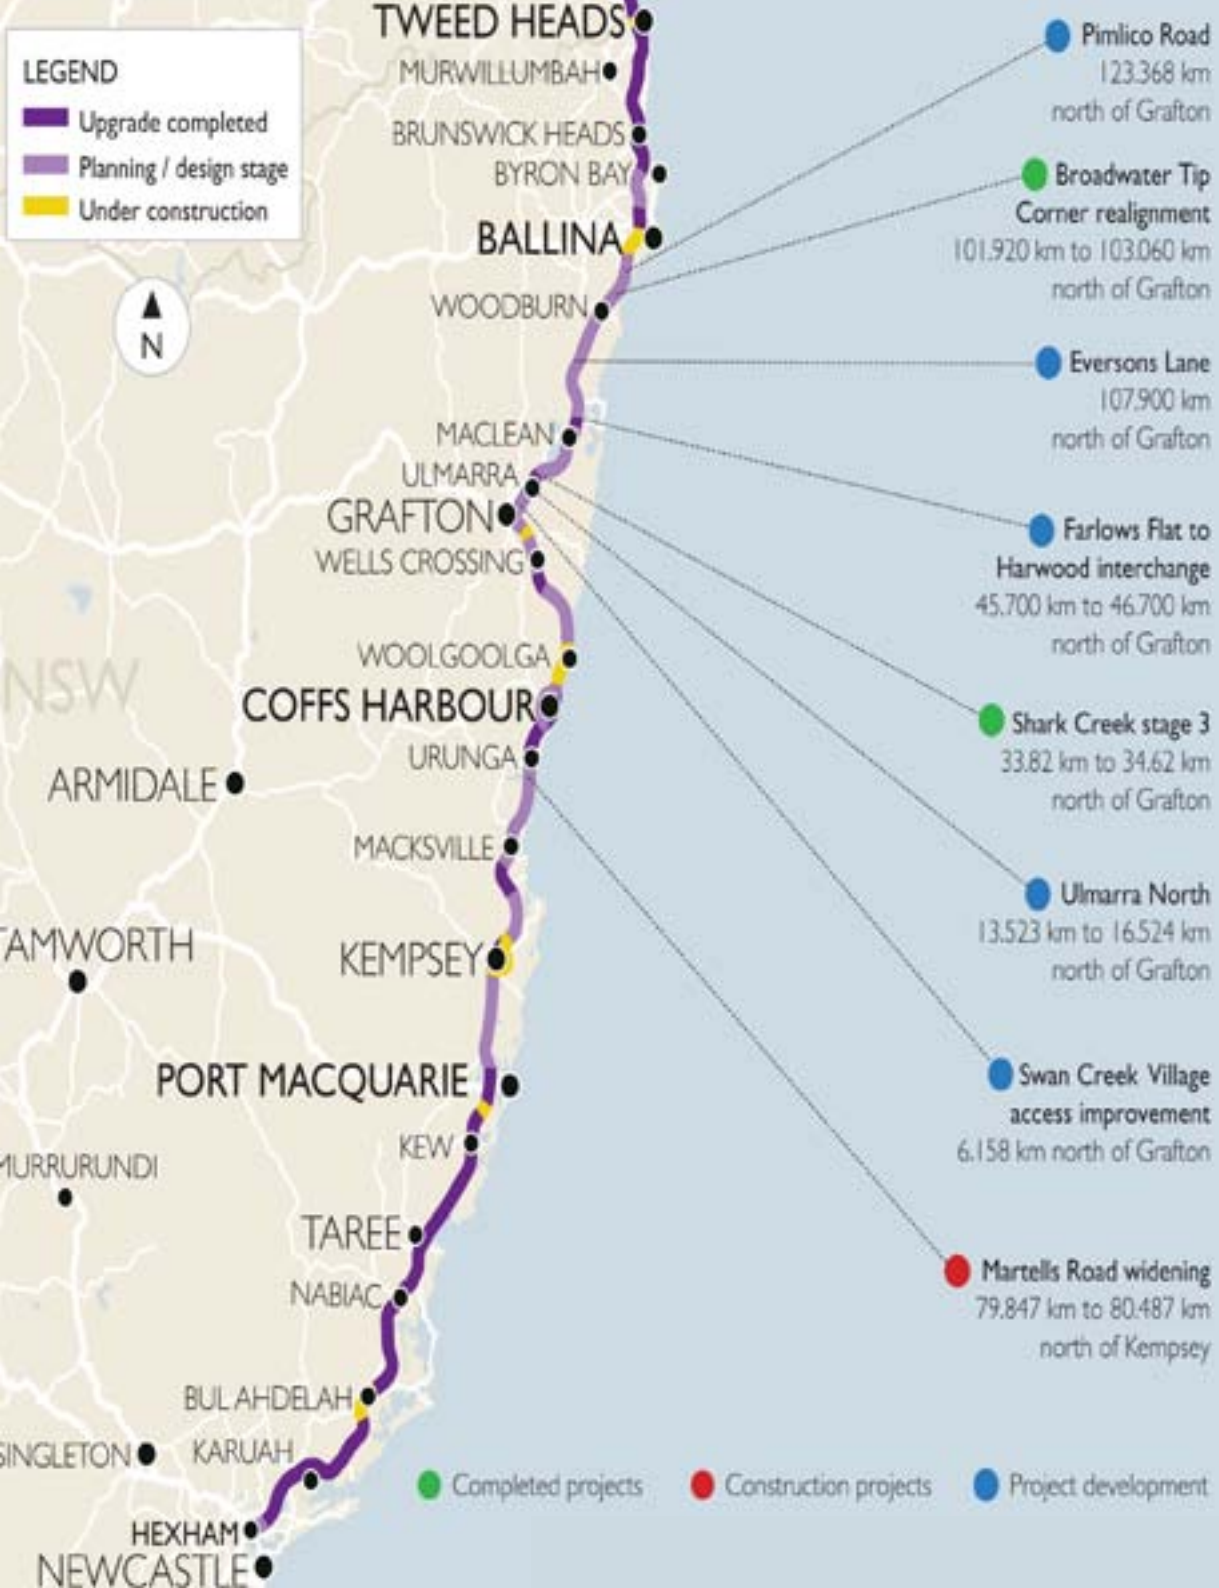 TWEED HEADS
MURWILLUMBAH
BRUNSWICK HEADS
BYRON BAY
BALLINA
WOODBURN
MACLEAN
ULMARRA
GRAFTON
WELLS CROSSING
WOOLGOOLGA
COFFS HARBOUR
URUNGA
ARMIDALE
MACKSVILLE
TAMWORTH
KEMPSEY
PORT MACQUARIE
KEW
MURRURUNDI
TAREE
NABIAC
BULAHDELAH
SINGLETON
KARUAH
HEXHAM
NEWCASTLE
NSW
LEGEND
Upgrade completed
Planning / design stage
Under construction
N
Pimlico Road
123.368 km
north of Grafton
Broadwater Tip
Corner realignment
101.920 km to 103.060 km
north of Grafton
Eversons Lane
107.900 km
north of Grafton
Farlows Flat to
Harwood interchange
45.700 km to 46.700 km
north of Grafton
Shark Creek stage 3
33.82 km to 34.62 km
north of Grafton
Ulmarra North
13.523 km to 16.524 km
north of Grafton
Swan Creek Village
access improvement
6.158 km north of Grafton
Martells Road widening
79.847 km to 80.487 km
north of Kempsey
Completed projects
Construction projects
Project development